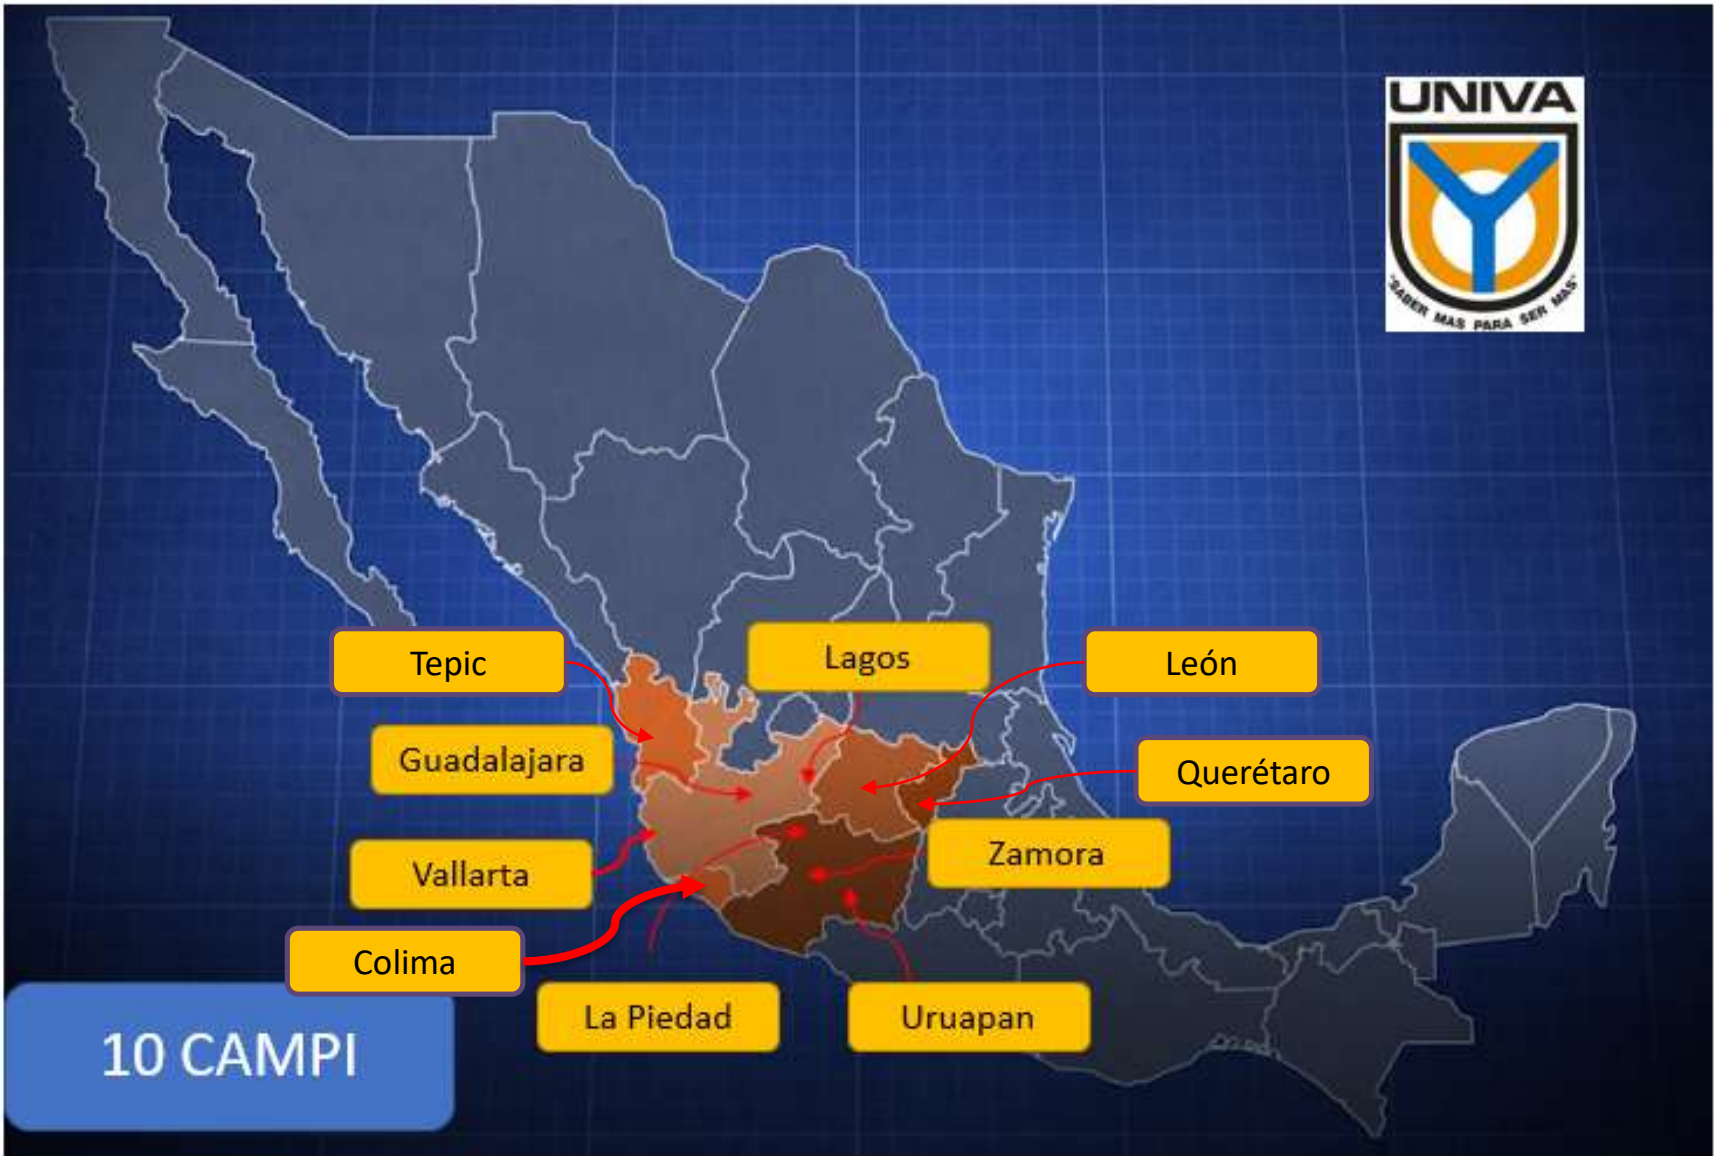 UNIVA
"SABER MAS PARA SER MAS"
Tepic
Lagos
León
Guadalajara
Querétaro
Vallarta
Zamora
Colima
La Piedad
Uruapan
10 CAMPI